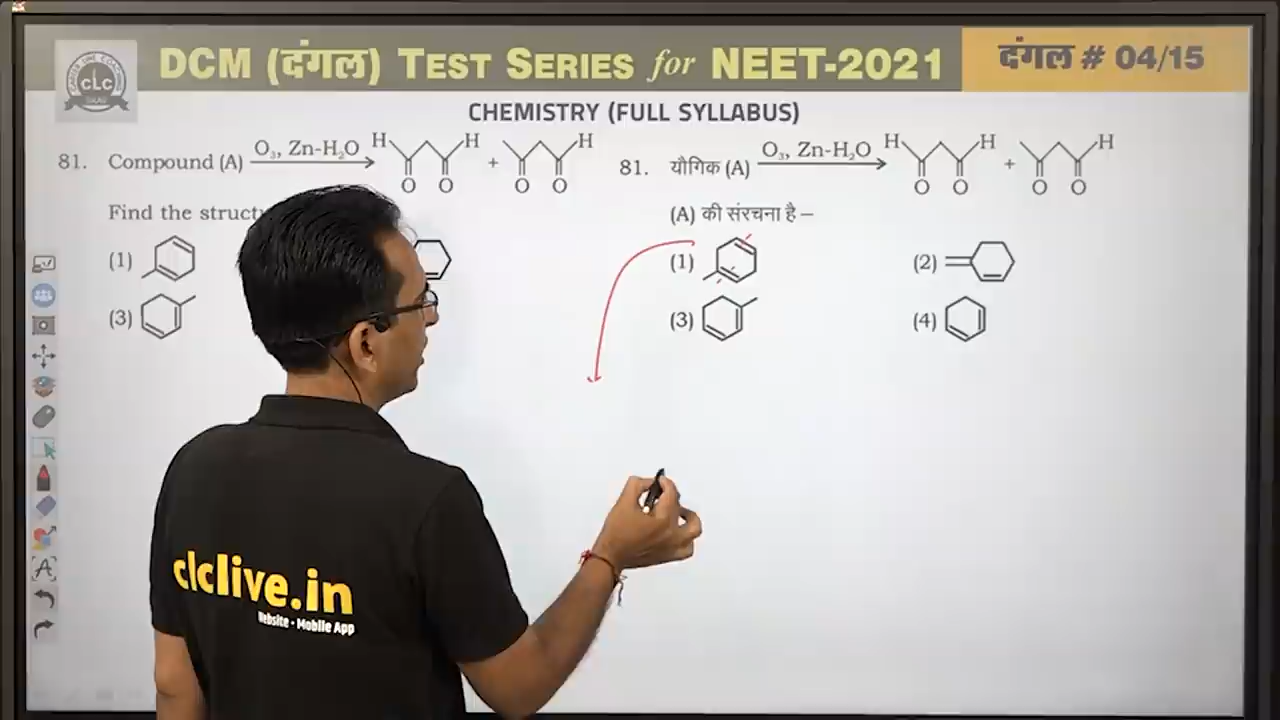 DCM (दंगल) TEST SERIES for NEET-2021
दंगल # 04/15
CLC
CHEMISTRY (FULL SYLLABUS)
81. Compound (A) O₃, Zn-H₂O H H O O + H O O
Find the struct
(1)
(3)
81. यौगिक (A) O₃, Zn-H₂O H H O O + H O O
(A) की संरचना है –
(1) (2)
(3) (4)
clclive.in
Website • Mobile App